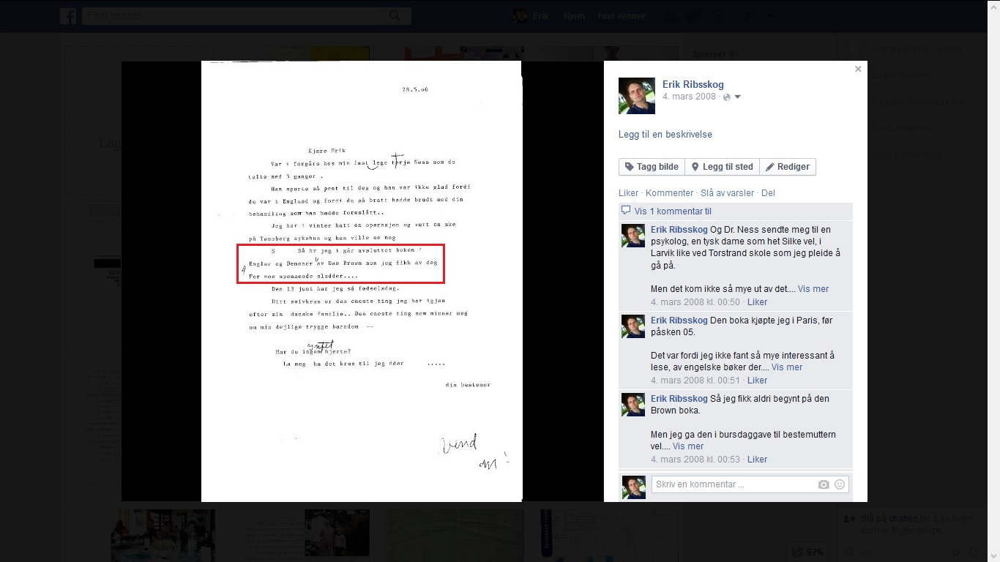 Finn venner
Erik
Hjem
Finn venner
28.5.06
Kjære Erik
Var i forgårs hos min fast lege terje Ness som du
talte med 3 ganger .
Han spurte så pent til deg og han var ikke glad fordi
du var i England og fordi du så bratt hadde brudt med din
behandling som han hadde foreslått..
Jeg har i vinter hatt en operasjon og vært en uke
på Tønsberg sykehus og han ville se meg
S Så hr jeg i går avsluttet boken "
Engler og Demoner" av Dan Brown som jeg fikk av deg
For noe spennende sludder....
Den 13 juni har jeg så fødselsdag.
Ditt sølvkrus er den eneste ting jeg har igjen
efter min danske familie.. Den eneste ting som minner meg
om min dejlige trygge barndom --
yntet
Har du ingen hjerte?
La meg ha det krus til jeg ddør .....
din bestemor
Vend
om !
Erik Ribsskog
4. mars 2008 ·
Legg til en beskrivelse
Tagg bilde
Legg til sted
Rediger
Liker · Kommenter · Slå av varsler · Del
Vis 1 kommentar til
Erik Ribsskog Og Dr. Ness sendte meg til en
psykolog, en tysk dame som het Silke vel, i
Larvik like ved Torstrand skole som jeg pleide å
gå på.
Men det kom ikke så mye ut av det.... Vis mer
4. mars 2008 kl. 00:50 · Liker
Erik Ribsskog Den boka kjøpte jeg i Paris, før
påsken 05.
Det var fordi jeg ikke fant så mye interessant å
lese, av engelske bøker der.... Vis mer
4. mars 2008 kl. 00:51 · Liker
Erik Ribsskog Så jeg fikk aldri begynt på den
Brown boka.
Men jeg ga den i bursdaggave til bestemuttern
vel.... Vis mer
4. mars 2008 kl. 00:53 · Liker
Skriv en kommentar ...
Sponset
Slå på chatten for å se hvem
som er tilgjengelige.
97%